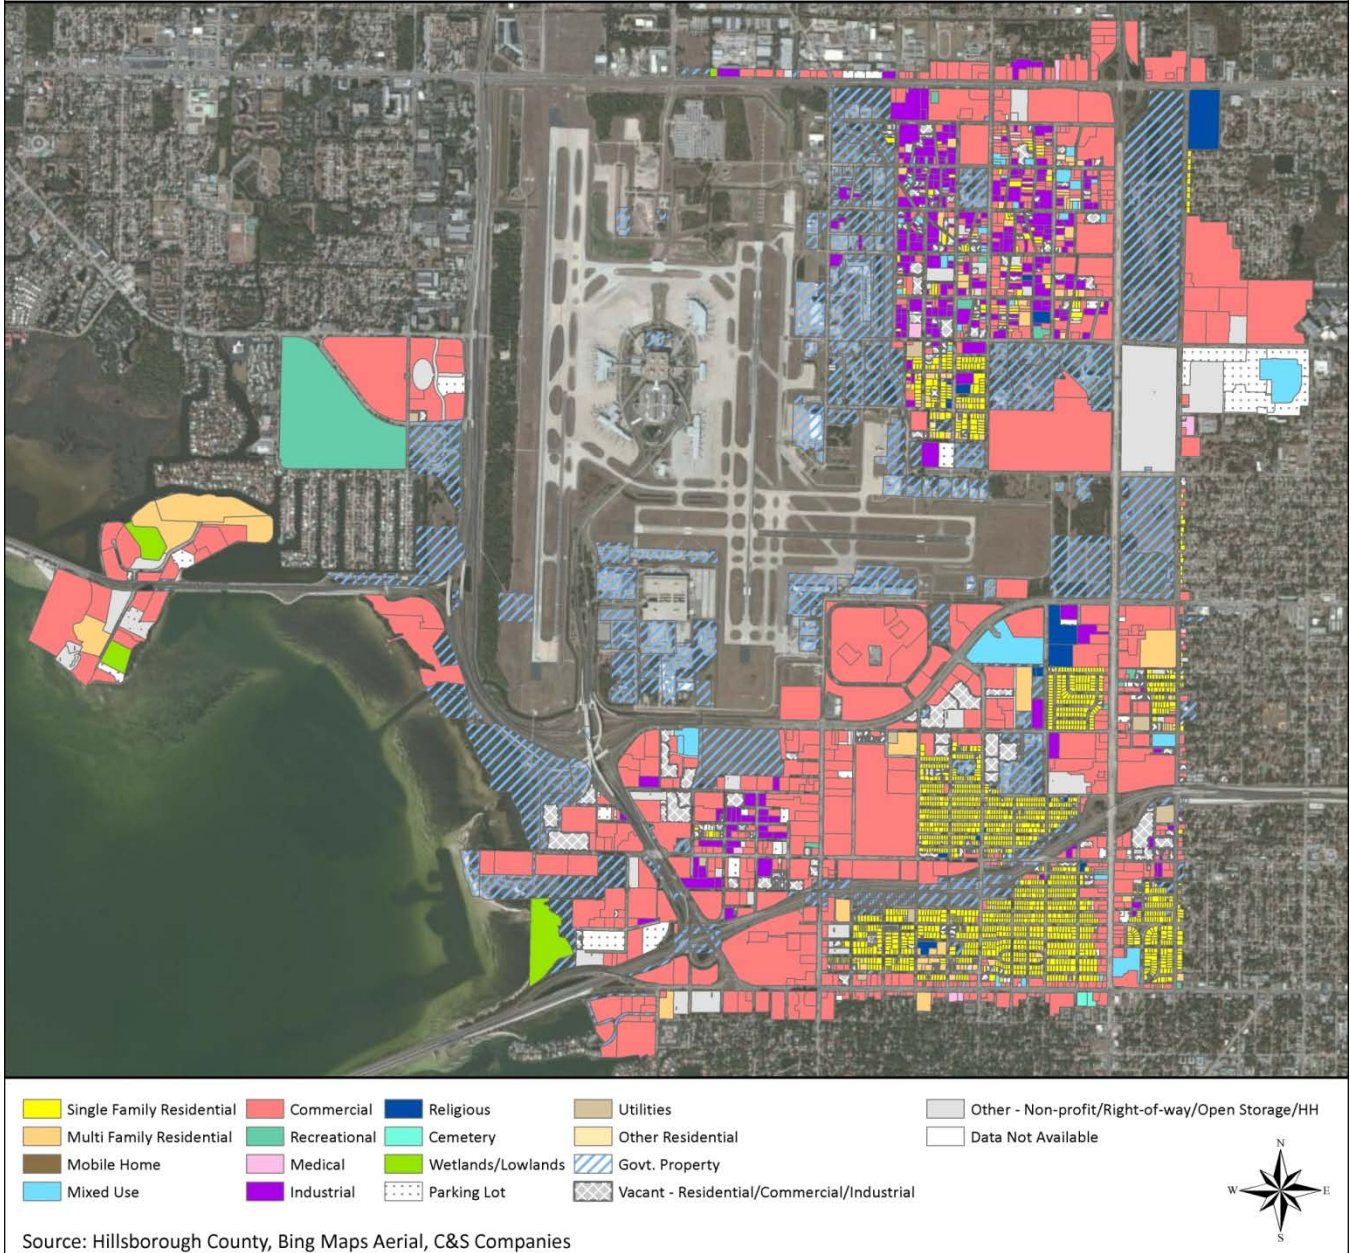 Single Family Residential Commercial Religious Utilities Other - Non-profit/Right-of-way/Open Storage/HH
Multi Family Residential Recreational Cemetery Other Residential Data Not Available
Mobile Home Medical Wetlands/Lowlands Govt. Property
Mixed Use Industrial Parking Lot Vacant - Residential/Commercial/Industrial
N
W E
S
Source: Hillsborough County, Bing Maps Aerial, C&S Companies